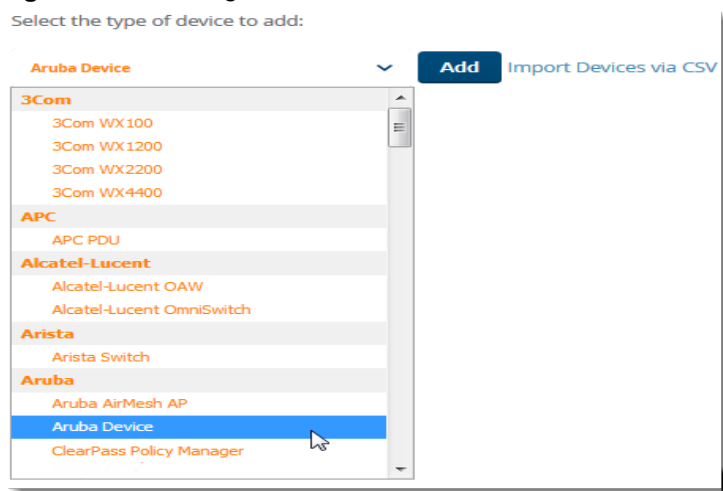 Select the type of device to add:
Aruba Device Add Import Devices via CSV
3Com
3Com WX100
3Com WX1200
3Com WX2200
3Com WX4400
APC
APC PDU
Alcatel-Lucent
Alcatel-Lucent OAW
Alcatel-Lucent OmniSwitch
Arista
Arista Switch
Aruba
Aruba AirMesh AP
Aruba Device
ClearPass Policy Manager